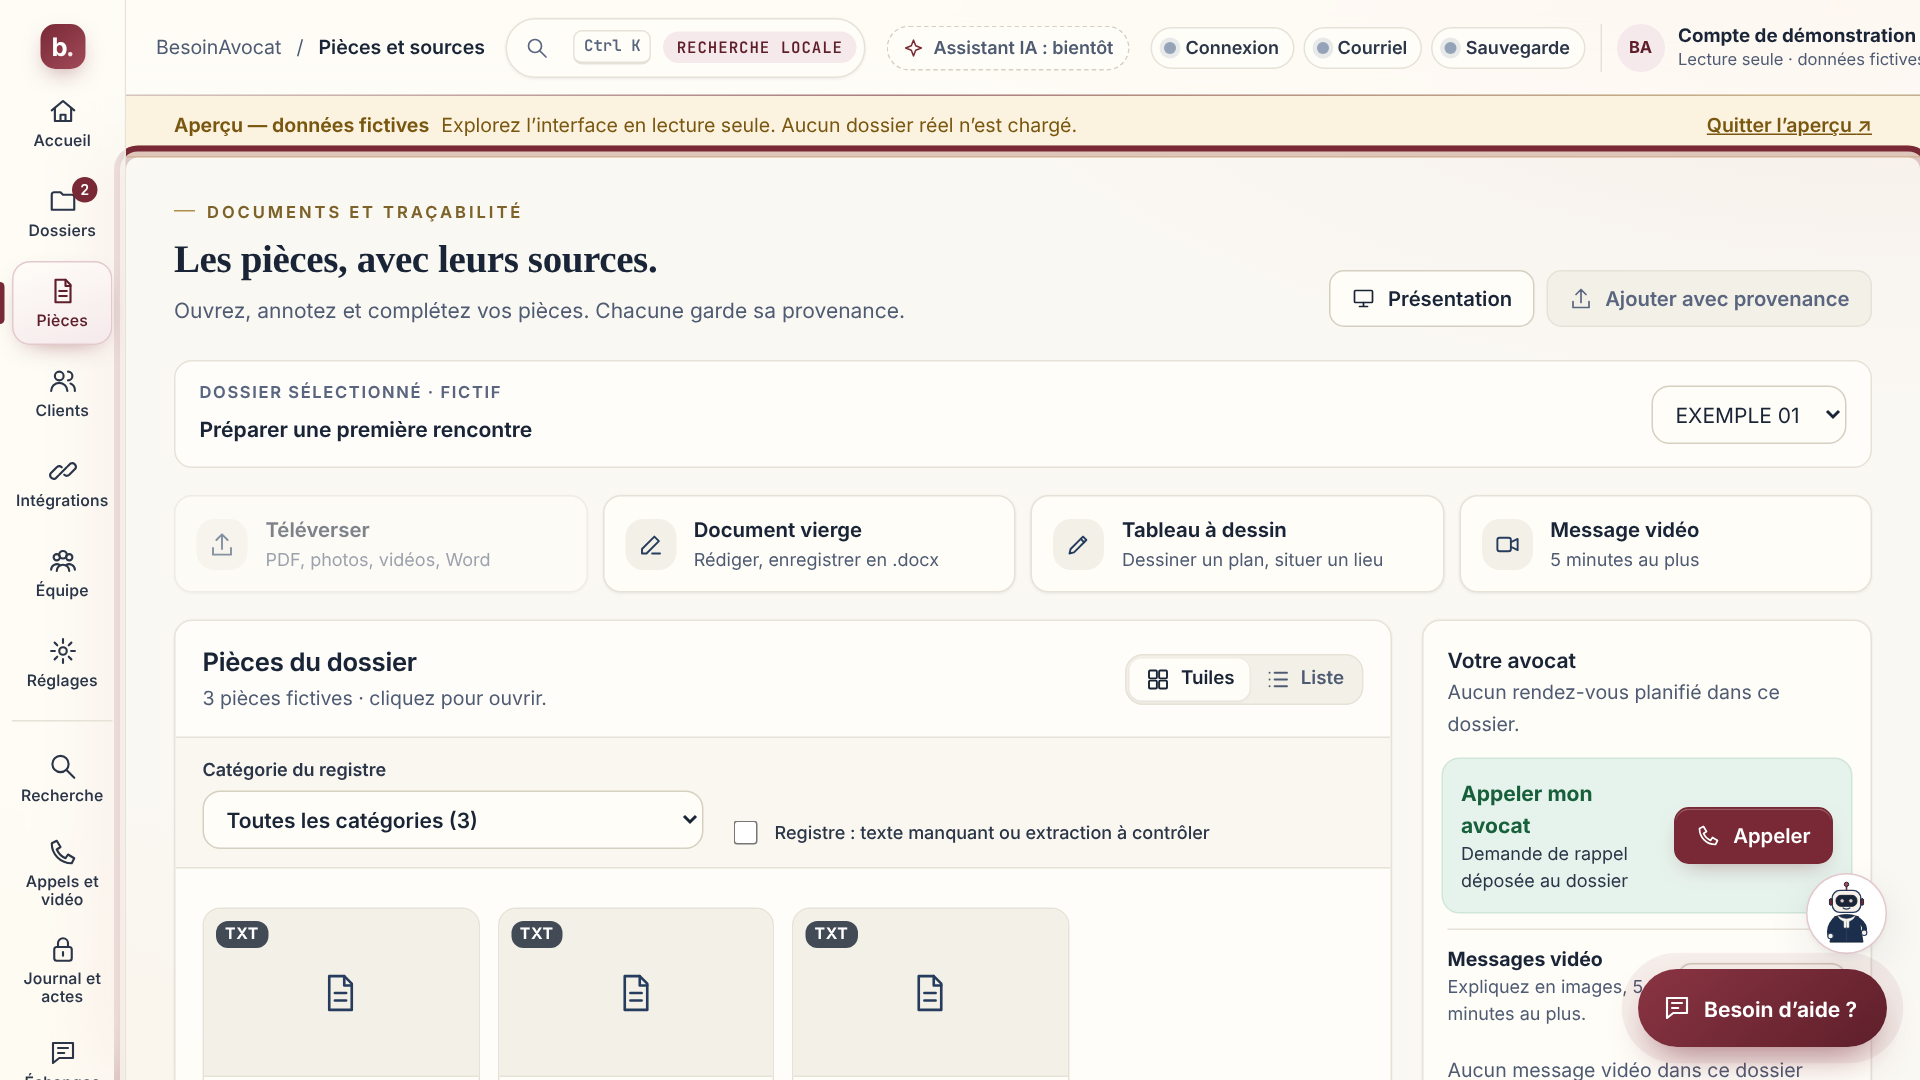 b.
Accueil
2
Dossiers
Pièces
Clients
Intégrations
Équipe
Réglages
Recherche
Appels et
vidéo
Journal et
actes
BesoinAvocat / Pièces et sources
Ctrl K
RECHERCHE LOCALE
Assistant IA : bientôt
Connexion
Courriel
Sauvegarde
BA
Compte de démonstration
Lecture seule · données fictives
Aperçu — données fictives Explorez l’interface en lecture seule. Aucun dossier réel n’est chargé.
Quitter l’aperçu ↗
DOCUMENTS ET TRAÇABILITÉ
Les pièces, avec leurs sources.
Ouvrez, annotez et complétez vos pièces. Chacune garde sa provenance.
Présentation
Ajouter avec provenance
DOSSIER SÉLECTIONNÉ · FICTIF
Préparer une première rencontre
EXEMPLE 01
Téléverser
PDF, photos, vidéos, Word
Document vierge
Rédiger, enregistrer en .docx
Tableau à dessin
Dessiner un plan, situer un lieu
Message vidéo
5 minutes au plus
Pièces du dossier
3 pièces fictives · cliquez pour ouvrir.
Tuiles
Liste
Catégorie du registre
Toutes les catégories (3)
Registre : texte manquant ou extraction à contrôler
TXT
TXT
TXT
Votre avocat
Aucun rendez-vous planifié dans ce
dossier.
Appeler mon
avocat
Demande de rappel
déposée au dossier
Appeler
Messages vidéo
Expliquez en images, 5
minutes au plus.
Besoin d’aide ?
Aucun message vidéo dans ce dossier